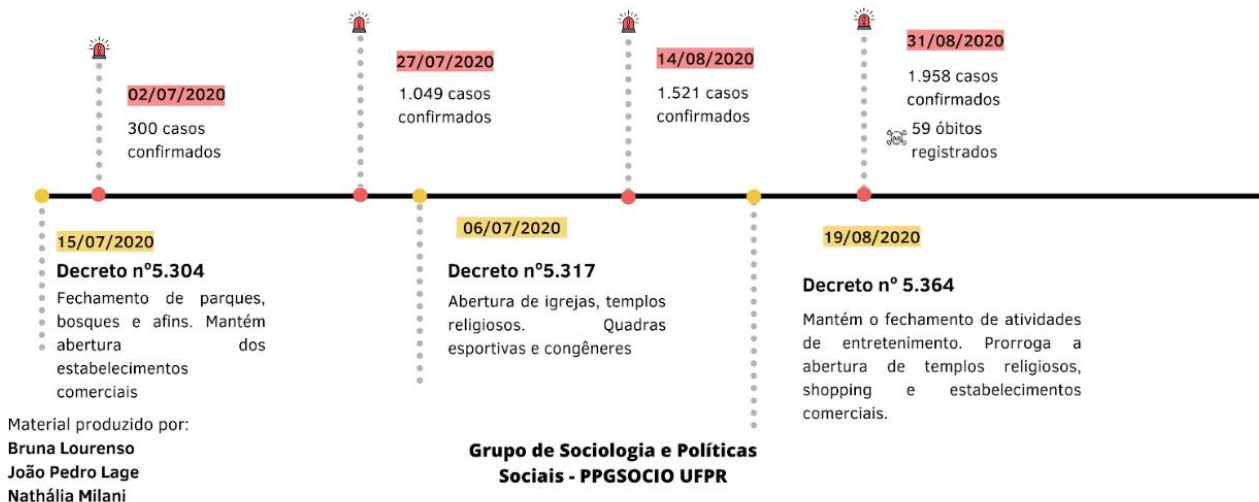 02/07/2020
300 casos
confirmados
27/07/2020
1.049 casos
confirmados
14/08/2020
1.521 casos
confirmados
31/08/2020
1.958 casos
confirmados
59 óbitos
registrados
15/07/2020
Decreto nº5.304
Fechamento de parques,
bosques e afins. Mantém
abertura dos
estabelecimentos
comerciais
06/07/2020
Decreto nº5.317
Abertura de igrejas, templos
religiosos. Quadras
esportivas e congêneres
19/08/2020
Decreto nº 5.364
Mantém o fechamento de atividades
de entretenimento. Prorroga a
abertura de templos religiosos,
shopping e estabelecimentos
comerciais.
Material produzido por:
Bruna Lourenso
João Pedro Lage
Nathália Milani
Grupo de Sociologia e Políticas
Sociais - PPGSOCIO UFPR